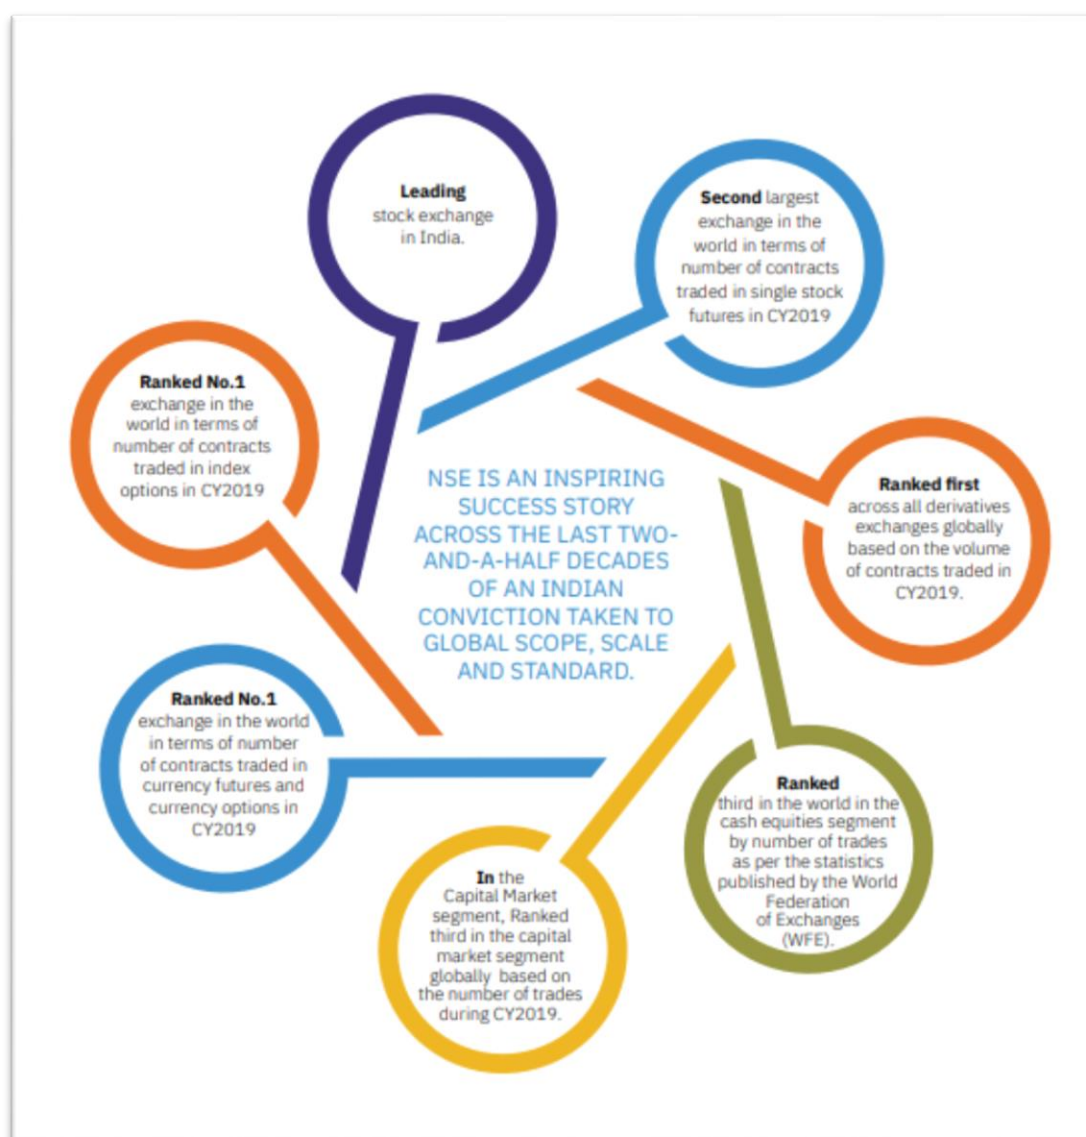 Leading
stock exchange
in India.
Second largest
exchange in the
world in terms of
number of contracts
traded in single stock
futures in CY2019
Ranked No.1
exchange in the
world in terms of
number of contracts
traded in index
options in CY2019
NSE IS AN INSPIRING
SUCCESS STORY
ACROSS THE LAST TWO-
AND-A-HALF DECADES
OF AN INDIAN
CONVICTION TAKEN TO
GLOBAL SCOPE, SCALE
AND STANDARD.
Ranked first
across all derivatives
exchanges globally
based on the volume
of contracts traded in
CY2019.
Ranked No.1
exchange in the world
in terms of number
of contracts traded in
currency futures and
currency options in
CY2019
Ranked
third in the world in the
cash equities segment
by number of trades
as per the statistics
published by the World
Federation
of Exchanges
(WFE).
In the
Capital Market
segment, Ranked
third in the capital
market segment
globally based on
the number of trades
during CY2019.